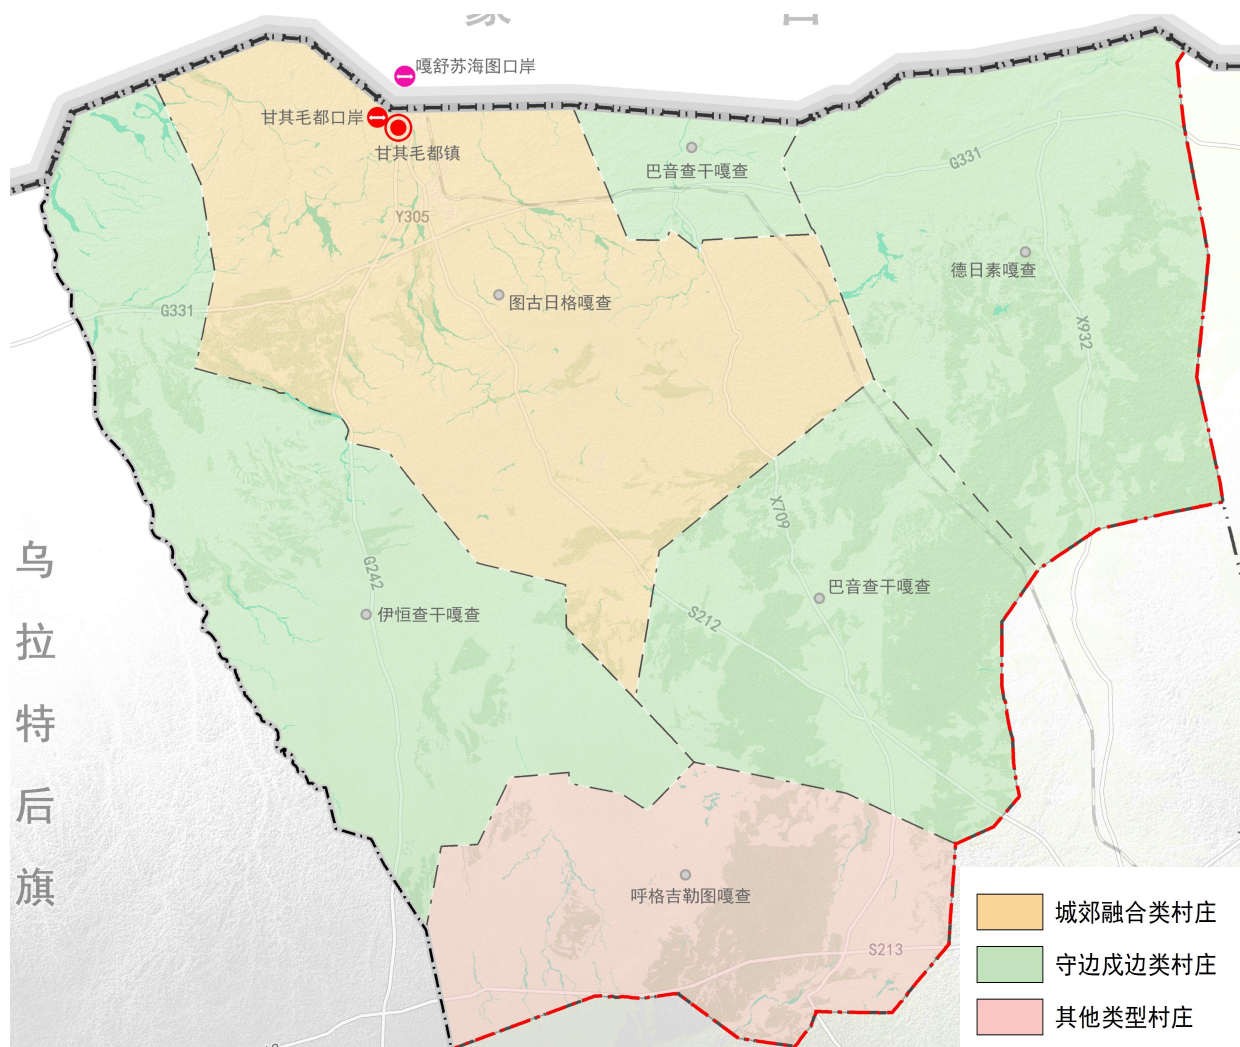 蒙 古
嘎舒苏海图口岸
甘其毛都口岸
甘其毛都镇
巴音查干嘎查
G331
Y305
德日素嘎查
图古日格嘎查
G331
X932
X709
乌拉特后旗
G242
巴音查干嘎查
伊恒查干嘎查
S212
呼格吉勒图嘎查
S213
城郊融合类村庄
守边戍边类村庄
其他类型村庄